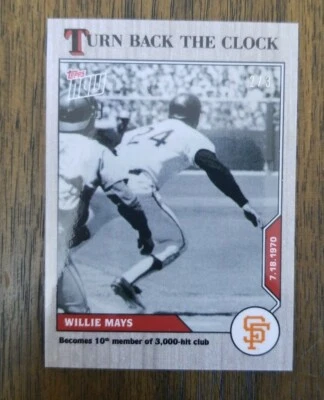 TURN BACK THE CLOCK
Topps
NOW
24
7.18.1970
WILLIE MAYS
SF
Becomes 10th member of 3,000-hit club